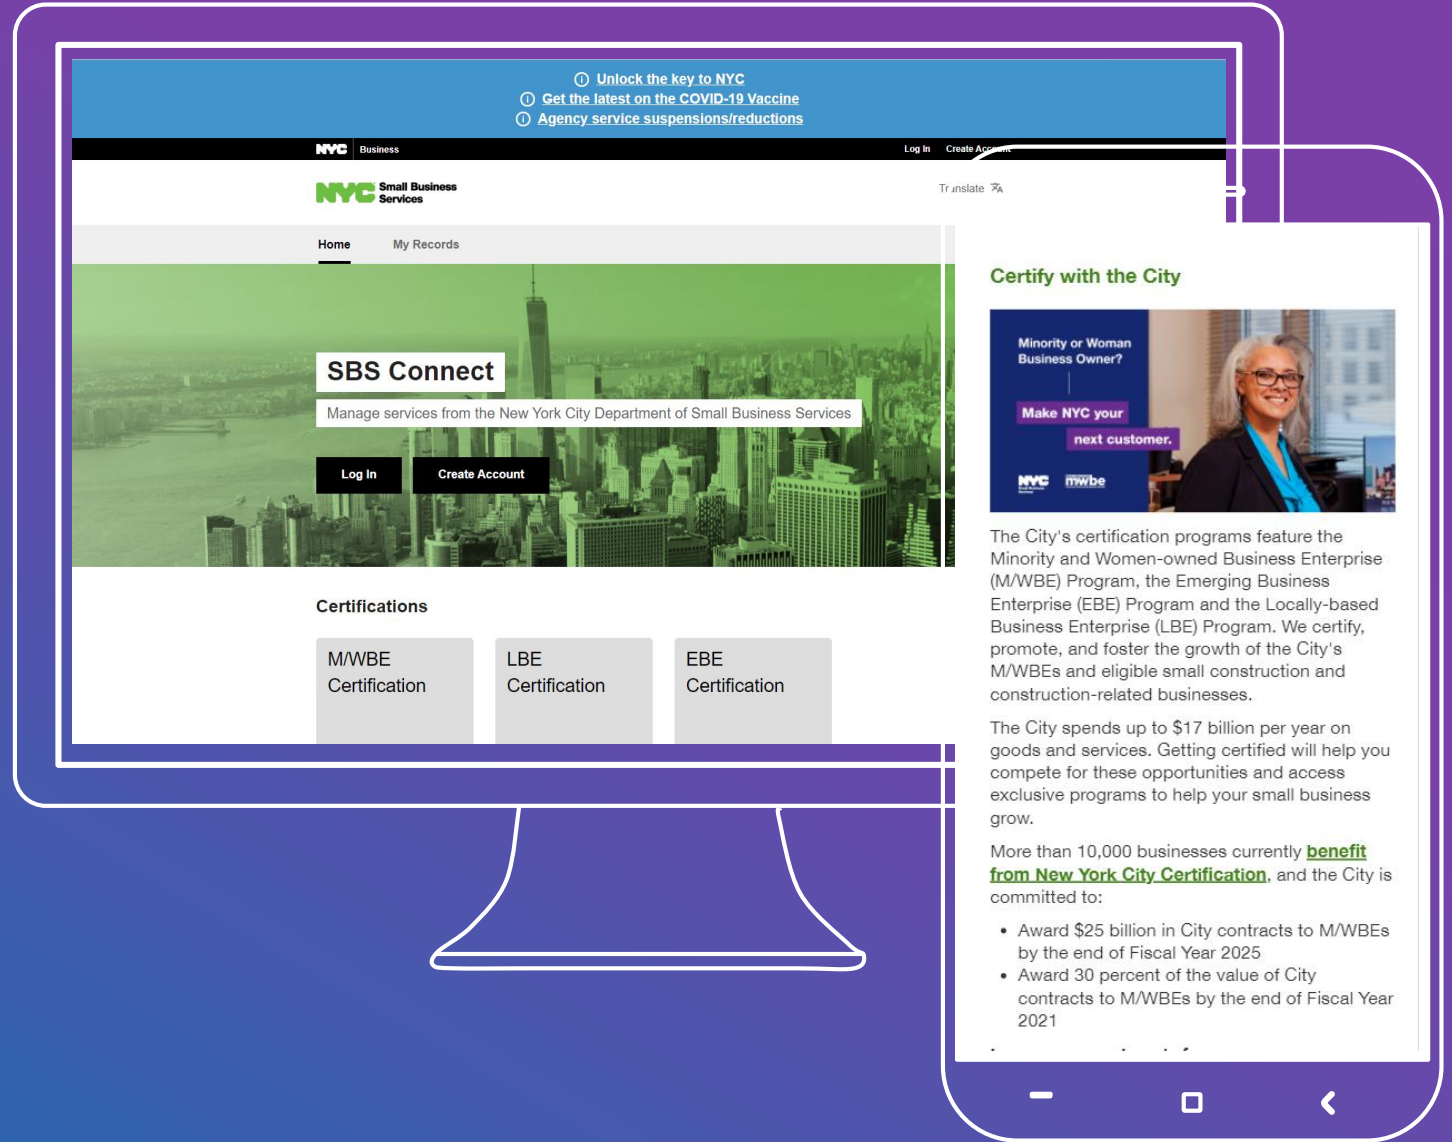 Unlock the key to NYC
Get the latest on the COVID-19 Vaccine
Agency service suspensions/reductions
NYC Business
Log In Create Account
NYC Small Business
Services
Translate
Home My Records
SBS Connect
Manage services from the New York City Department of Small Business Services
Log In Create Account
Certifications
M/WBE
Certification
LBE
Certification
EBE
Certification
Certify with the City
Minority or Woman
Business Owner?
Make NYC your
next customer.
NYC mwbe
The City's certification programs feature the
Minority and Women-owned Business Enterprise
(M/WBE) Program, the Emerging Business
Enterprise (EBE) Program and the Locally-based
Business Enterprise (LBE) Program. We certify,
promote, and foster the growth of the City's
M/WBEs and eligible small construction and
construction-related businesses.
The City spends up to $17 billion per year on
goods and services. Getting certified will help you
compete for these opportunities and access
exclusive programs to help your small business
grow.
More than 10,000 businesses currently benefit
from New York City Certification, and the City is
committed to:
• Award $25 billion in City contracts to M/WBEs
by the end of Fiscal Year 2025
• Award 30 percent of the value of City
contracts to M/WBEs by the end of Fiscal Year
2021